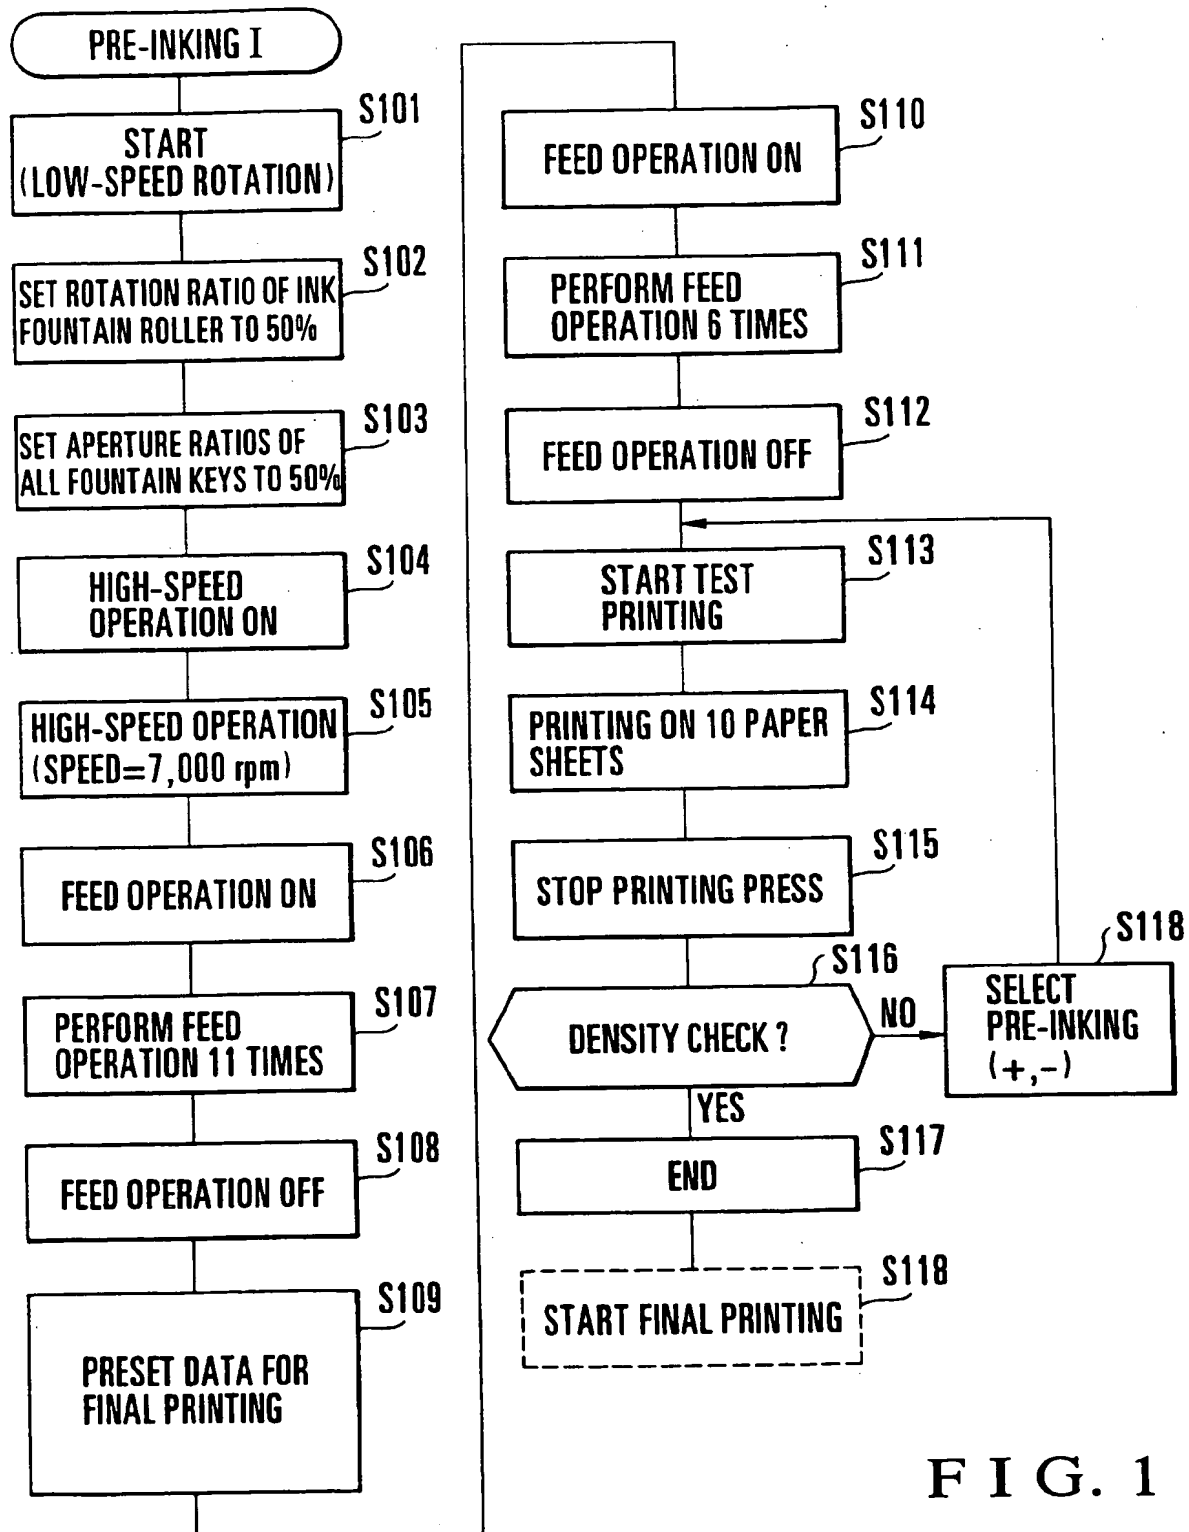 PRE-INKING I
S101
START
(LOW-SPEED ROTATION)
S102
SET ROTATION RATIO OF INK
FOUNTAIN ROLLER TO 50%
S103
SET APERTURE RATIOS OF
ALL FOUNTAIN KEYS TO 50%
S104
HIGH-SPEED
OPERATION ON
S105
HIGH-SPEED OPERATION
(SPEED=7,000 rpm)
S106
FEED OPERATION ON
S107
PERFORM FEED
OPERATION 11 TIMES
S108
FEED OPERATION OFF
S109
PRESET DATA FOR
FINAL PRINTING
S110
FEED OPERATION ON
S111
PERFORM FEED
OPERATION 6 TIMES
S112
FEED OPERATION OFF
S113
START TEST
PRINTING
S114
PRINTING ON 10 PAPER
SHEETS
S115
STOP PRINTING PRESS
S116
DENSITY CHECK ?
NO
S118
SELECT
PRE-INKING
(+,-)
YES
S117
END
S118
START FINAL PRINTING
FIG. 1